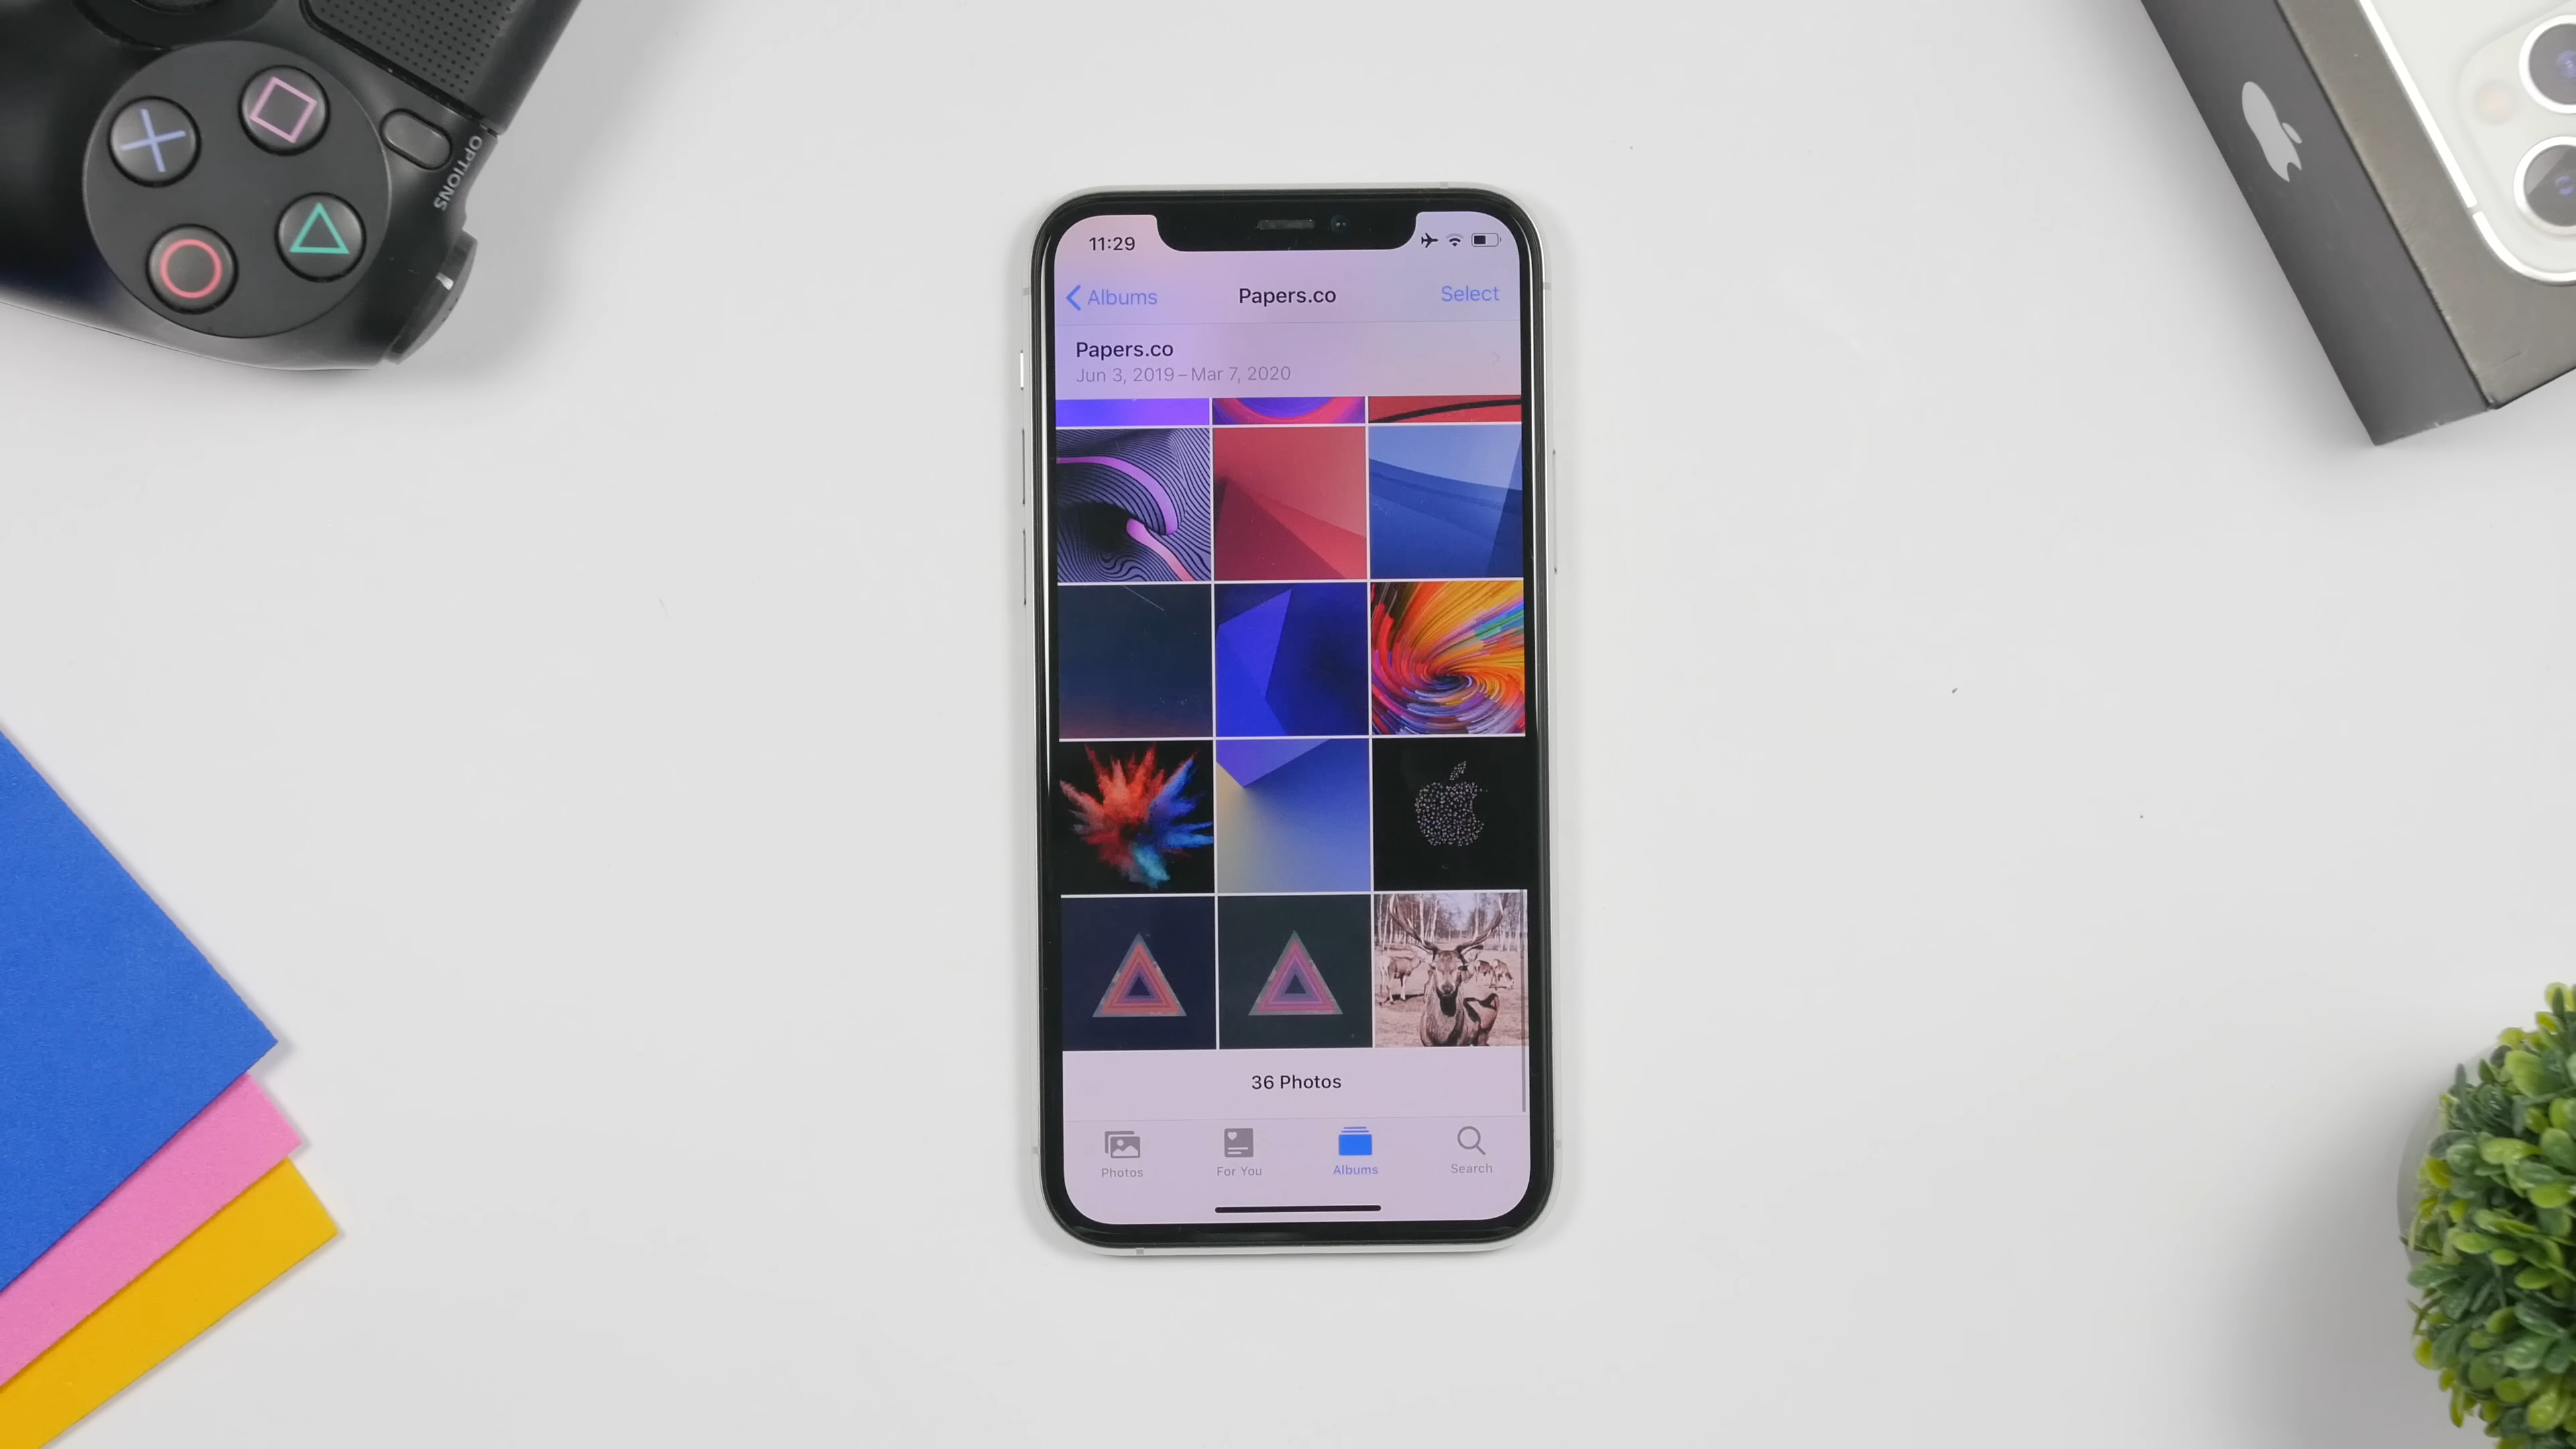 OPTIONS
11:29
Albums
Papers.co
Select
Papers.co
Jun 3, 2019 – Mar 7, 2020
36 Photos
Photos
For You
Albums
Search